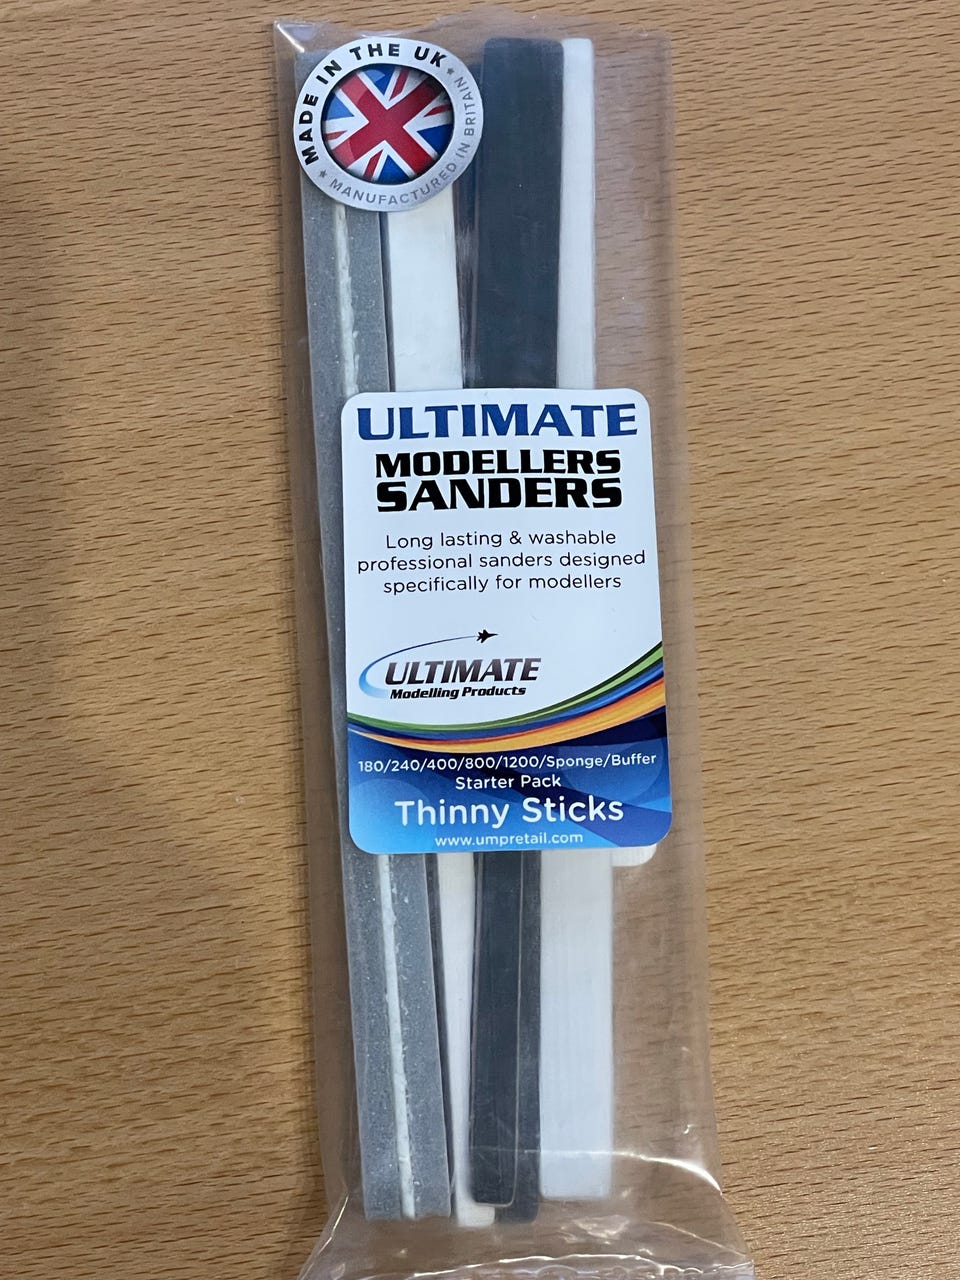 MADE IN THE UK
★ MANUFACTURED IN BRITAIN ★
ULTIMATE
MODELLERS
SANDERS
Long lasting & washable
professional sanders designed
specifically for modellers
ULTIMATE
Modelling Products
180/240/400/800/1200/Sponge/Buffer
Starter Pack
Thinny Sticks
www.umpretail.com